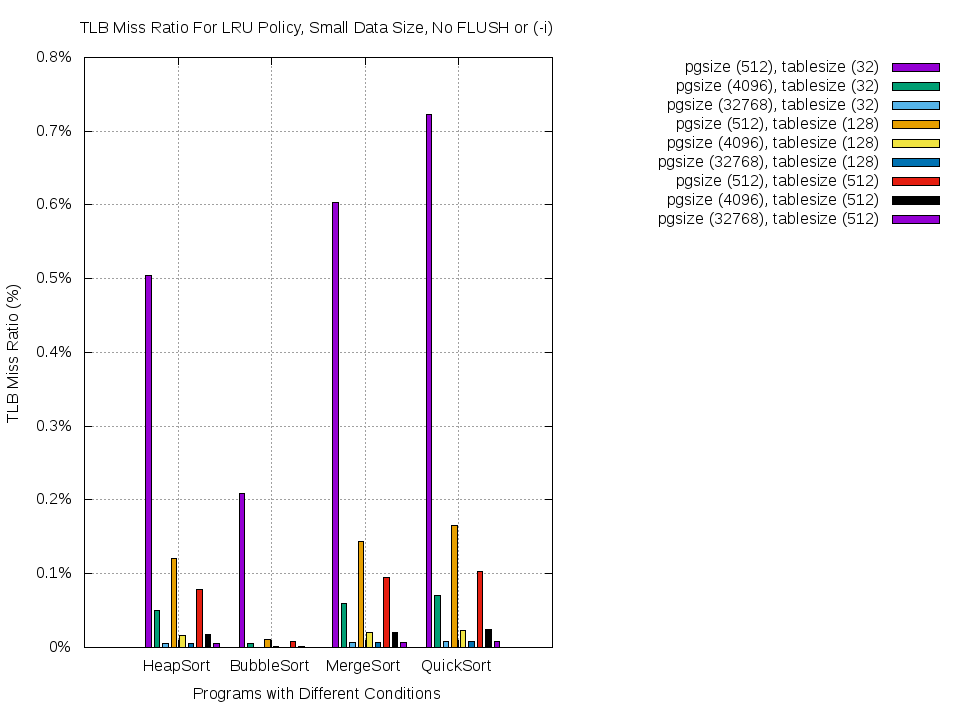 TLB Miss Ratio For LRU Policy, Small Data Size, No FLUSH or (-i)
0.8%
0.7%
0.6%
0.5%
0.4%
0.3%
0.2%
0.1%
0%
TLB Miss Ratio (%)
HeapSort BubbleSort MergeSort QuickSort
Programs with Different Conditions
pgsize (512), tablesize (32)
pgsize (4096), tablesize (32)
pgsize (32768), tablesize (32)
pgsize (512), tablesize (128)
pgsize (4096), tablesize (128)
pgsize (32768), tablesize (128)
pgsize (512), tablesize (512)
pgsize (4096), tablesize (512)
pgsize (32768), tablesize (512)